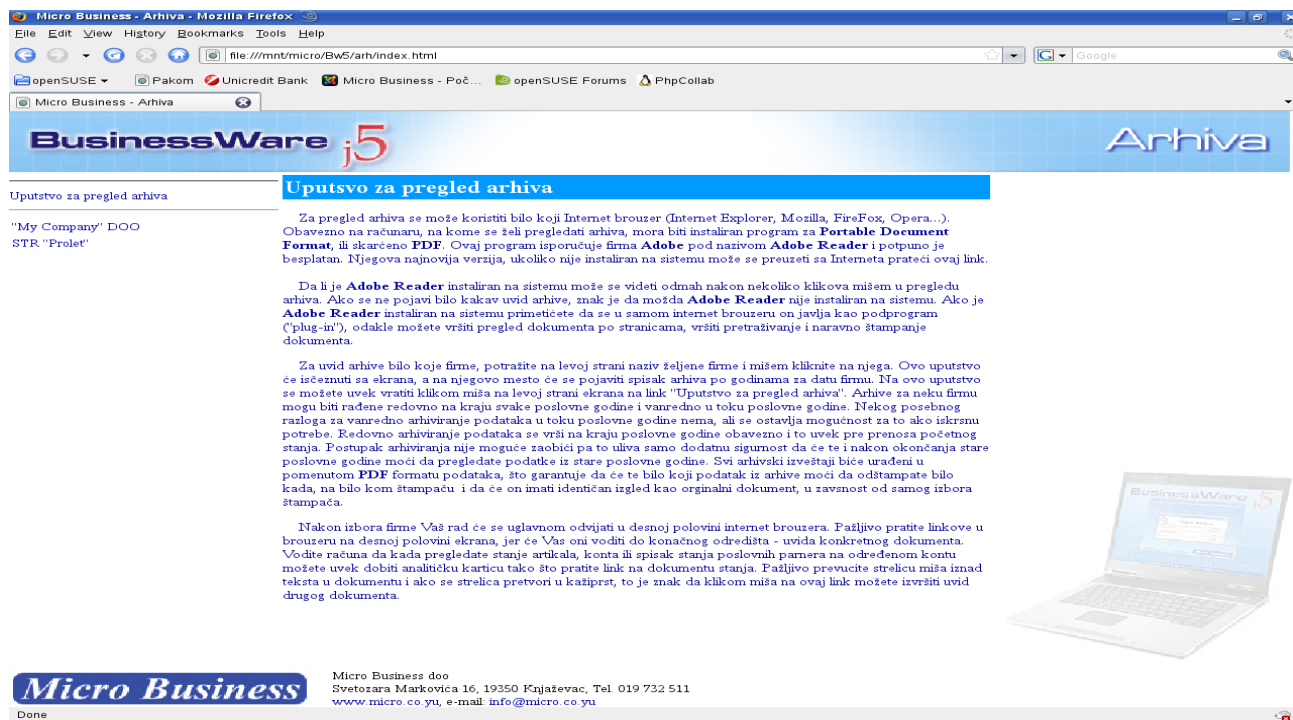 Micro Business - Arhiva - Mozilla Firefox
File Edit View History Bookmarks Tools Help
file:///mnt/micro/Bw5/arh/index.html
Google
openSUSE Pakom Unicredit Bank Micro Business - Poč... openSUSE Forums PhpCollab
Micro Business - Arhiva
BusinessWare j5
Arhiva
Uputstvo za pregled arhiva
"My Company" DOO
STR "Prolet"
Uputsvo za pregled arhiva
Za pregled arhiva se može koristiti bilo koji Internet brouzer (Internet Explorer, Mozilla, FireFox, Opera...).
Obavezno na računaru, na kome se želi pregledati arhiva, mora biti instaliran program za Portable Document
Format, ili skarćeno PDF. Ovaj program isporučuje firma Adobe pod nazivom Adobe Reader i potpuno je
besplatan. Njegova najnovija verzija, ukoliko nije instaliran na sistemu može se preuzeti sa Interneta prateći ovaj link.
Da li je Adobe Reader instaliran na sistemu može se videti odmah nakon nekoliko klikova mišem u pregledu
arhiva. Ako se ne pojavi bilo kakav uvid arhive, znak je da možda Adobe Reader nije instaliran na sistemu. Ako je
Adobe Reader instaliran na sistemu primetićete da se u samom internet brouzeru on javlja kao podprogram
("plug-in"), odakle možete vršiti pregled dokumenta po stranicama, vršiti pretraživanje i naravno štampanje
dokumenta.
Za uvid arhive bilo koje firme, potražite na levoj strani naziv željene firme i mišem kliknite na njega. Ovo uputstvo
će isčeznuti sa ekrana, a na njegovo mesto će se pojaviti spisak arhiva po godinama za datu firmu. Na ovo uputstvo
se možete uvek vratiti klikom miša na levoj strani ekrana na link "Uputstvo za pregled arhiva". Arhive za neku firmu
mogu biti rađene redovno na kraju svake poslovne godine i vanredno u toku poslovne godine. Nekog posebnog
razloga za vanredno arhiviranje podataka u toku poslovne godine nema, ali se ostavlja mogućnost za to ako iskrsnu
potrebe. Redovno arhiviranje podataka se vrši na kraju poslovne godine obavezno i to uvek pre prenosa početnog
stanja. Postupak arhiviranja nije moguće zaobići pa to uliva samo dodatnu sigurnost da će te i nakon okončanja stare
poslovne godine moći da pregledate podatke iz stare poslovne godine. Svi arhivski izveštaji biće urađeni u
pomenutom PDF formatu podataka, što garantuje da će te bilo koji podatak iz arhive moći da odštampate bilo
kada, na bilo kom štampaču i da će on imati identičan izgled kao orginalni dokument, u zavsnost od samog izbora
štampača.
Nakon izbora firme Vaš rad će se uglavnom odvijati u desnoj polovini internet brouzera. Pažljivo pratite linkove u
brouzeru na desnoj polovini ekrana, jer će Vas oni voditi do konačnog odredišta - uvida konkretnog dokumenta.
Vodite računa da kada pregledate stanje artikala, konta ili spisak stanja poslovnih parnera na određenom kontu
možete uvek dobiti analitičku karticu tako što pratite link na dokumentu stanja. Pažljivo prevucite strelicu miša iznad
teksta u dokumentu i ako se strelica pretvori u kažiprst, to je znak da klikom miša na ovaj link možete izvršiti uvid
drugog dokumenta.
BusinessWare
Micro Business
Micro Business doo
Svetozara Markovića 16, 19350 Knjaževac, Tel. 019 732 511
www.micro.co.yu, e-mail: info@micro.co.yu
Done